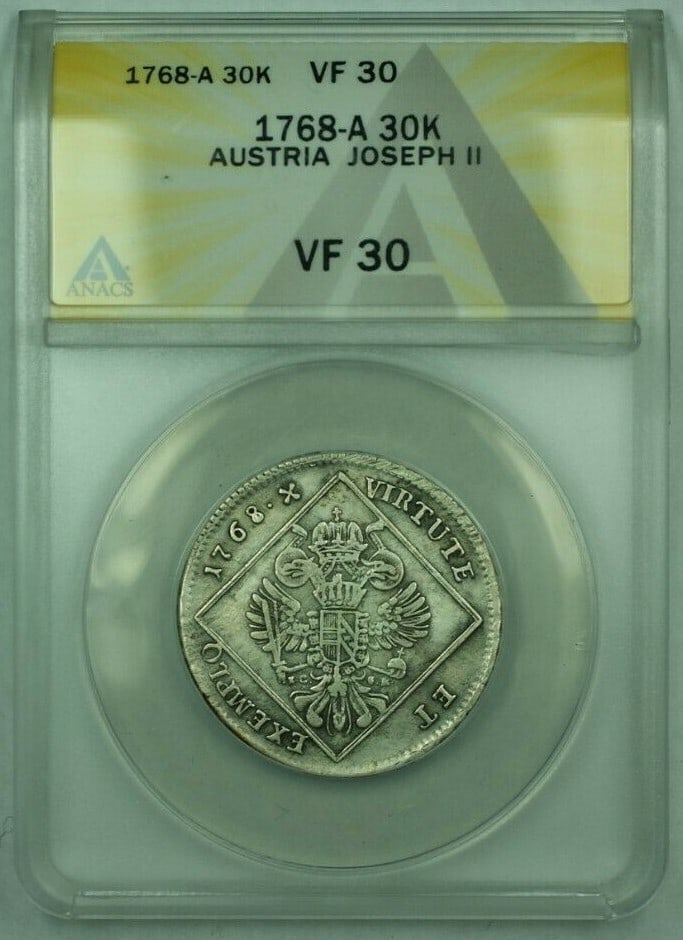 1768-A 30K VF 30
1768-A 30K
AUSTRIA JOSEPH II
VF 30
ANACS
VIRTUTE
ET
EXEMPLO
1768·X